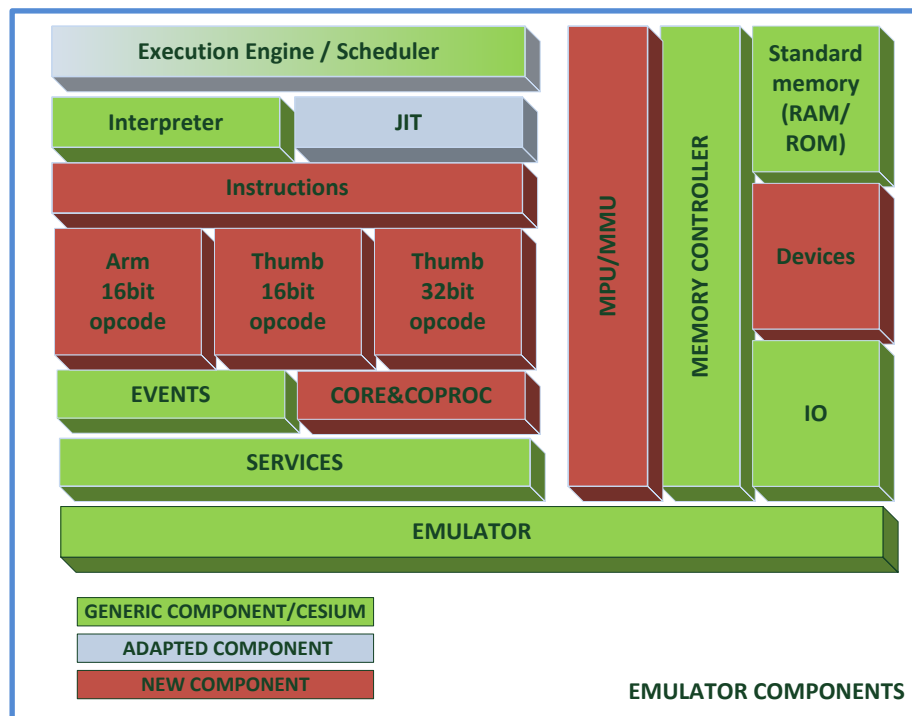 Execution Engine / Scheduler
Interpreter
JIT
Instructions
Arm
16bit
opcode
Thumb
16bit
opcode
Thumb
32bit
opcode
EVENTS
CORE&COPROC
SERVICES
MPU/MMU
MEMORY CONTROLLER
Standard
memory
(RAM/
ROM)
Devices
IO
EMULATOR
GENERIC COMPONENT/CESIUM
ADAPTED COMPONENT
NEW COMPONENT
EMULATOR COMPONENTS